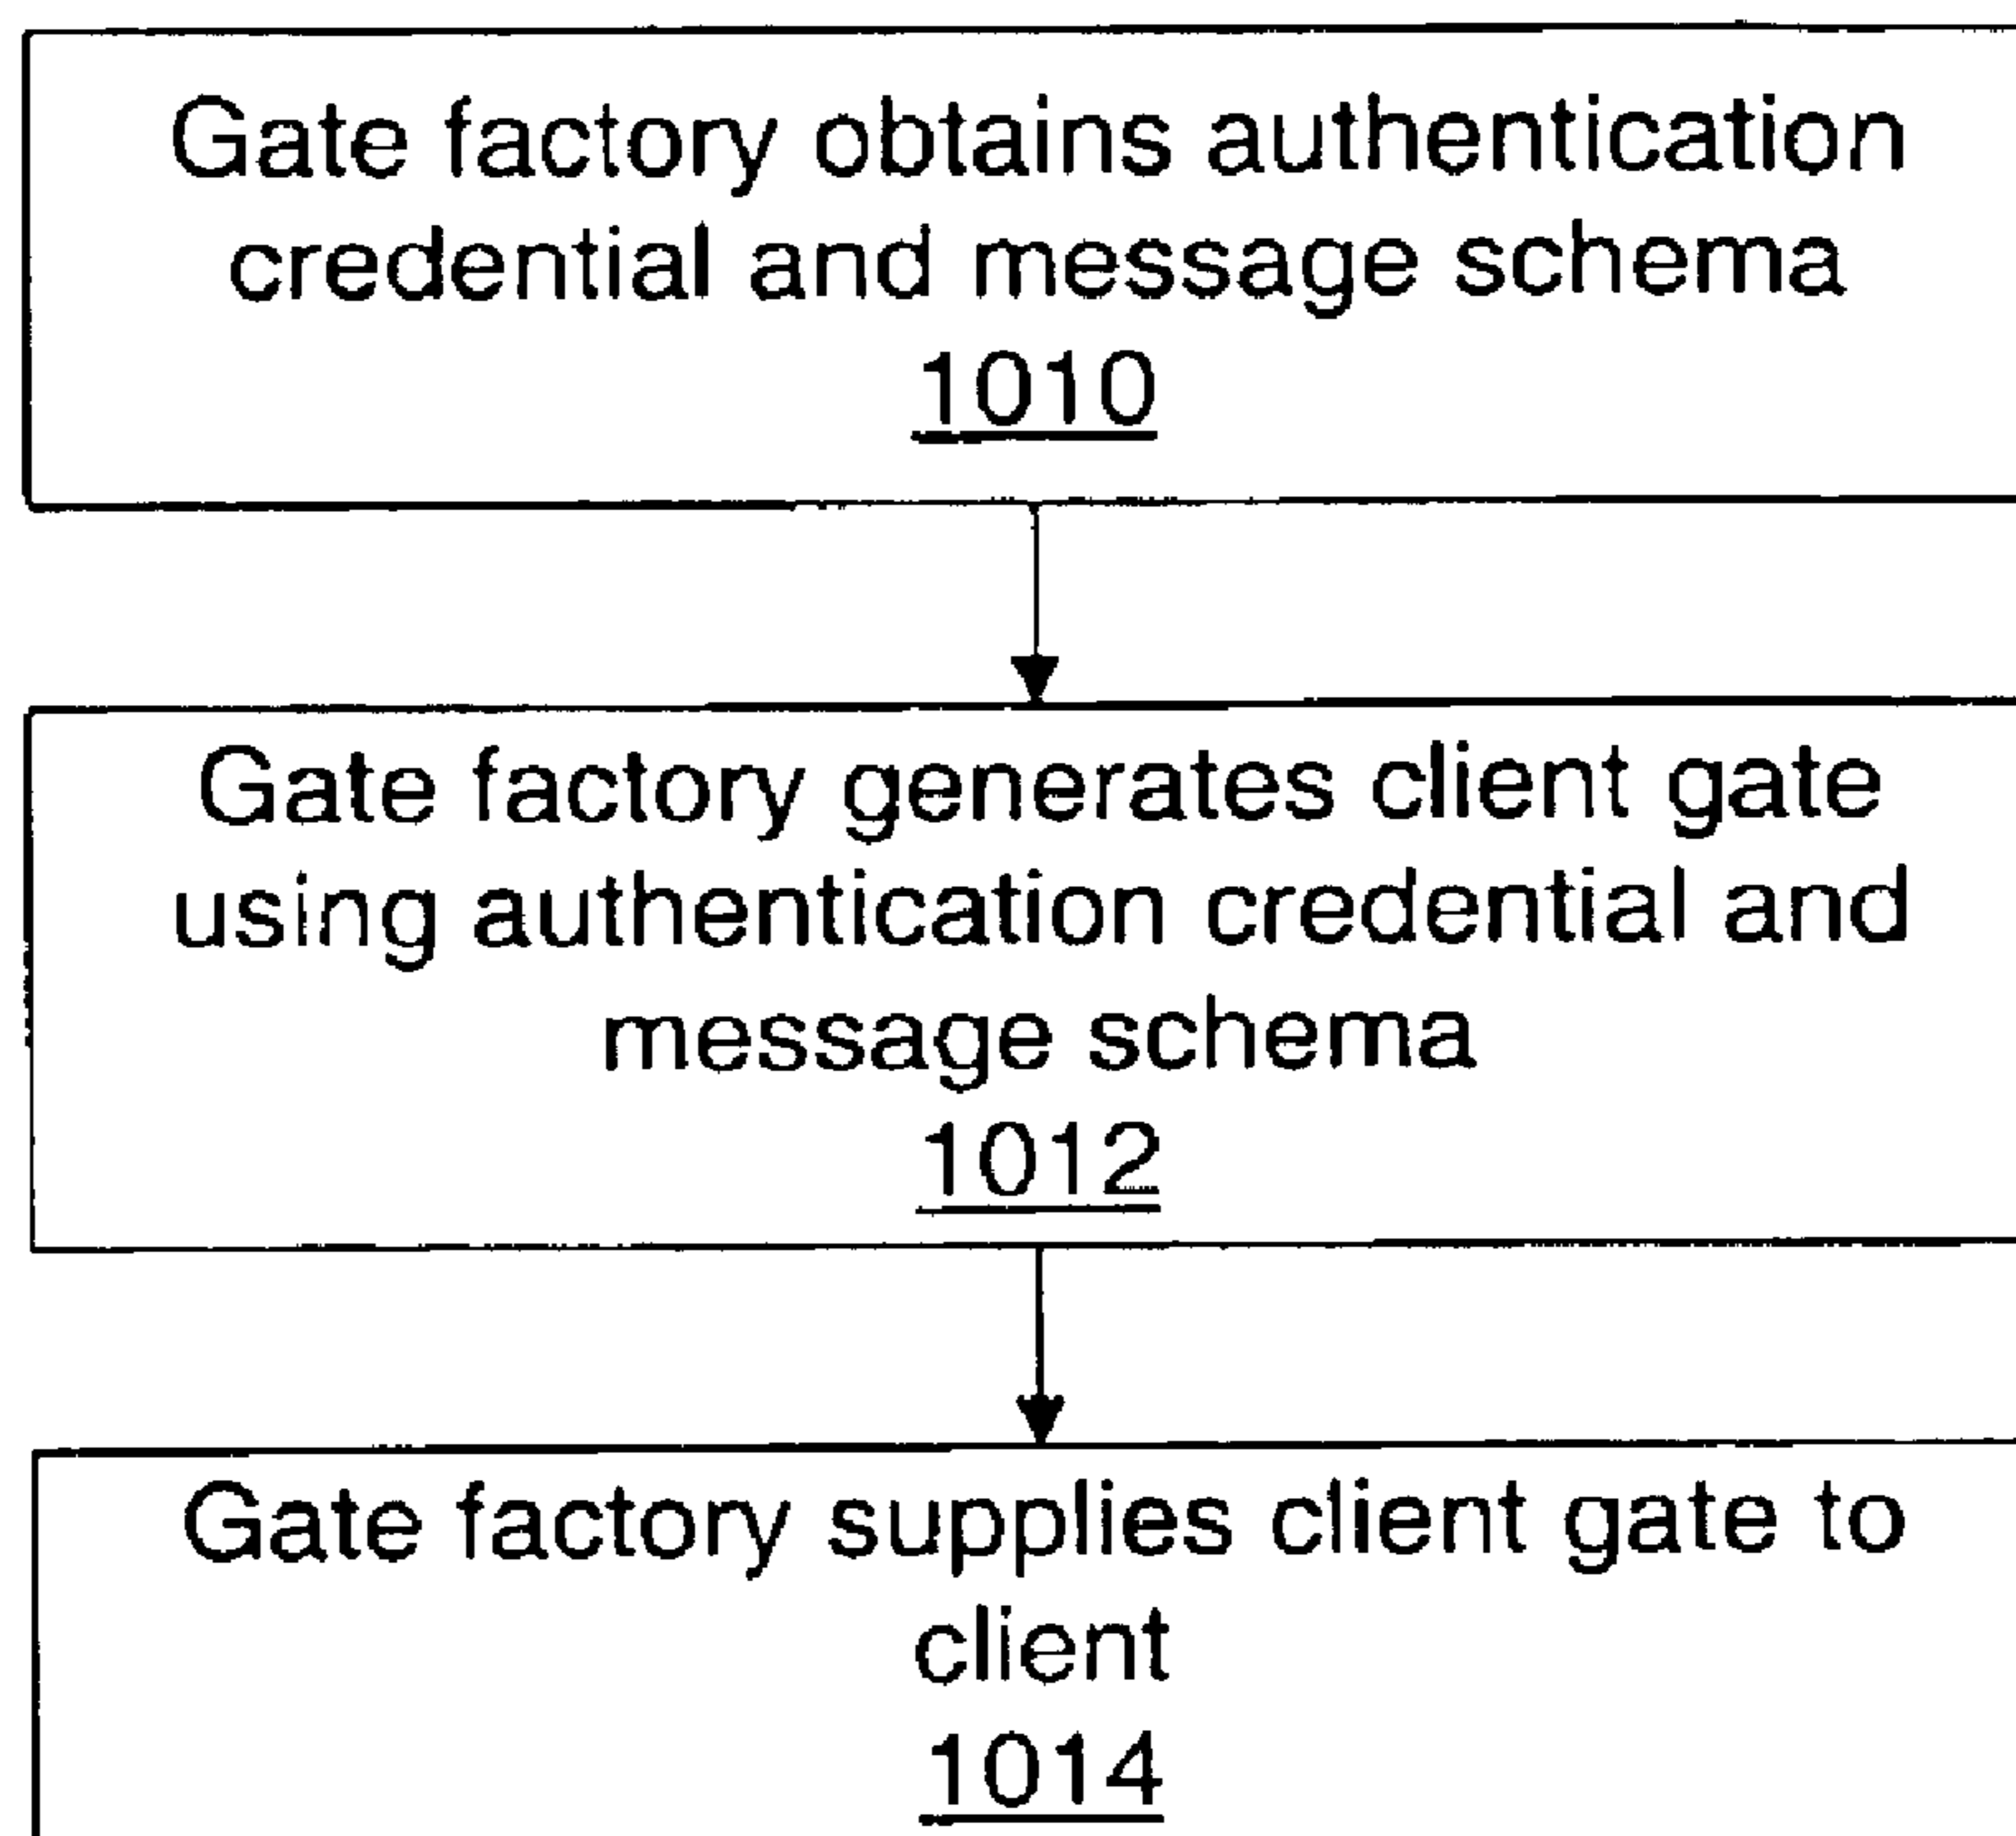 Gate factory obtains authentication
credential and message schema
1010
Gate factory generates client gate
using authentication credential and
message schema
1012
Gate factory supplies client gate to
client
1014